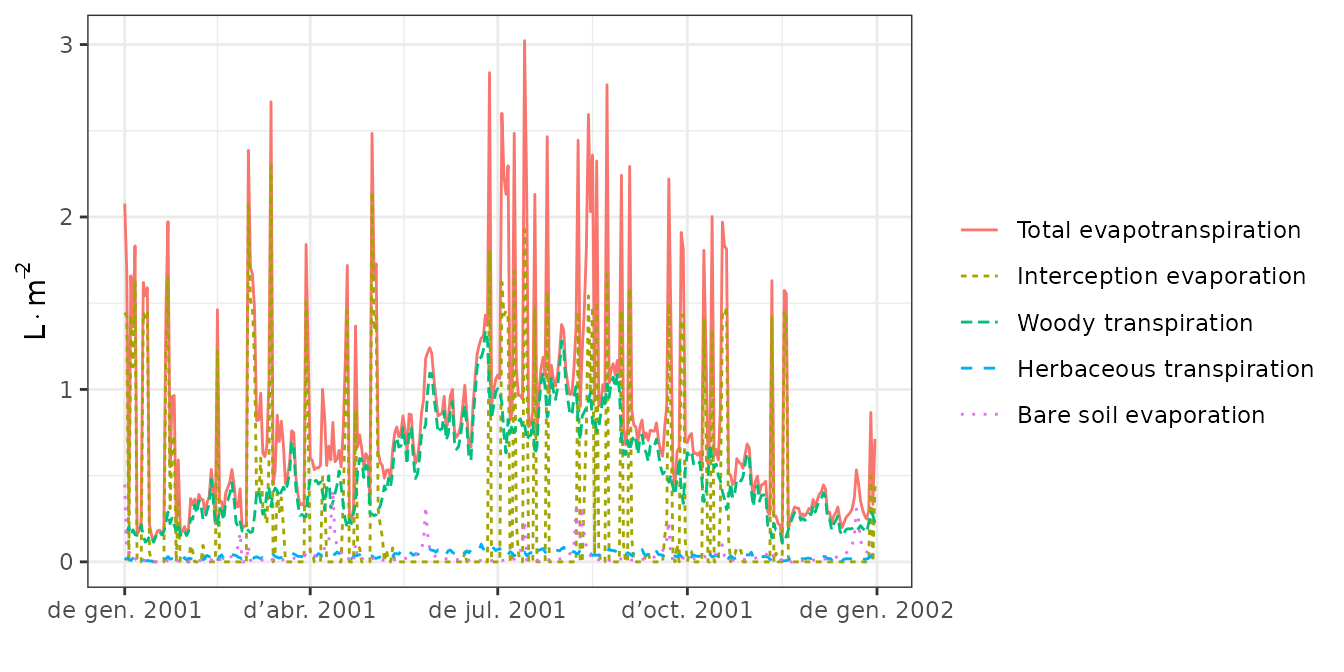 3
2
1
0
L · m⁻²
de gen. 2001
d’abr. 2001
de jul. 2001
d’oct. 2001
de gen. 2002
Total evapotranspiration
Interception evaporation
Woody transpiration
Herbaceous transpiration
Bare soil evaporation